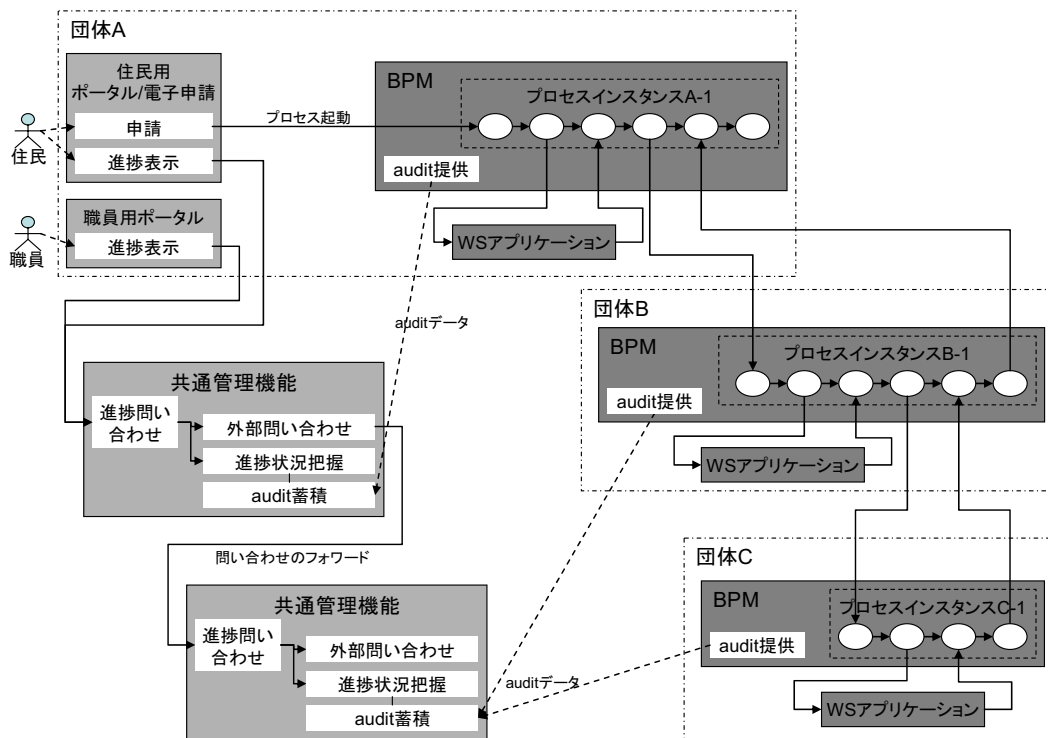 団体A
住民用
ポータル/電子申請
申請
進捗表示
住民
職員用ポータル
進捗表示
職員
プロセス起動
BPM
プロセスインスタンスA-1
audit提供
WSアプリケーション
auditデータ
団体B
BPM
プロセスインスタンスB-1
audit提供
WSアプリケーション
共通管理機能
進捗問い
合わせ
外部問い合わせ
進捗状況把握
audit蓄積
問い合わせのフォワード
共通管理機能
進捗問い
合わせ
外部問い合わせ
進捗状況把握
audit蓄積
auditデータ
団体C
BPM
プロセスインスタンスC-1
audit提供
WSアプリケーション